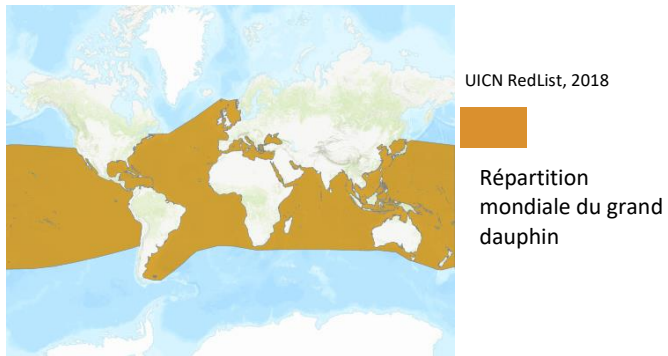 UICN RedList, 2018
Répartition
mondiale du grand
dauphin